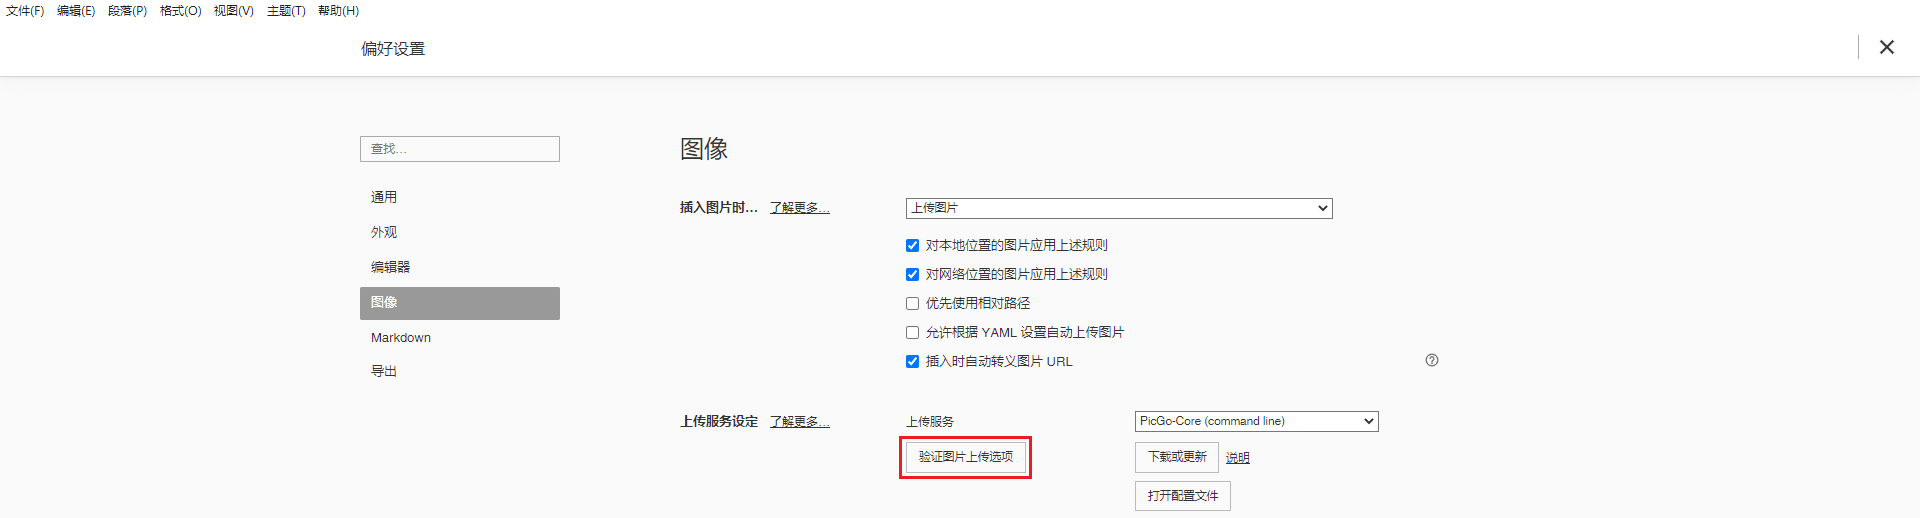 文件(F) 编辑(E) 段落(P) 格式(O) 视图(V) 主题(T) 帮助(H)
偏好设置
查找...
通用
外观
编辑器
图像
Markdown
导出
图像
插入图片时... 了解更多... 上传图片
对本地位置的图片应用上述规则
对网络位置的图片应用上述规则
优先使用相对路径
允许根据 YAML 设置自动上传图片
插入时自动转义图片 URL
上传服务设定 了解更多... 上传服务 PicGo-Core (command line)
验证图片上传选项 下载或更新 说明
打开配置文件